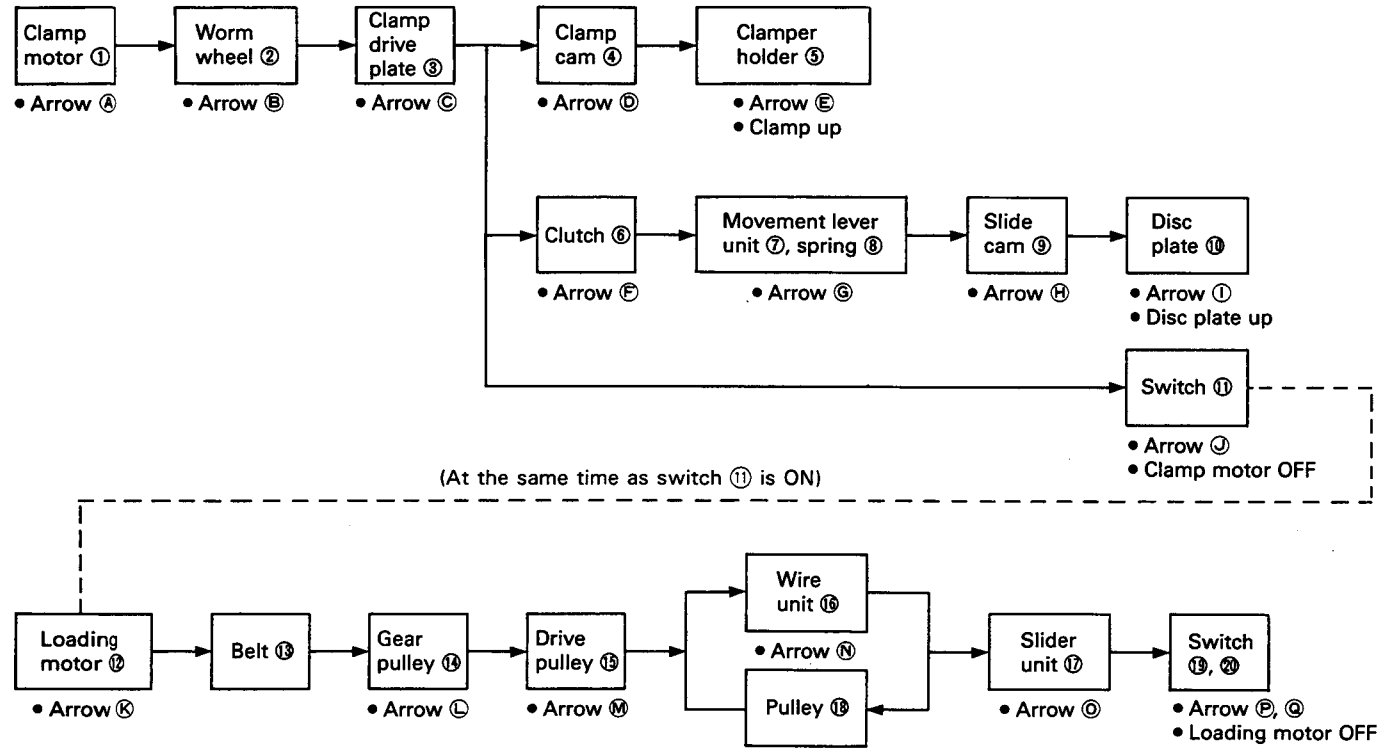 Clamp
motor ①
• Arrow Ⓐ
Worm
wheel ②
• Arrow Ⓑ
Clamp
drive
plate ③
• Arrow Ⓒ
Clamp
cam ④
• Arrow Ⓓ
Clamper
holder ⑤
• Arrow Ⓔ
• Clamp up
Clutch ⑥
• Arrow Ⓕ
Movement lever
unit ⑦, spring ⑧
• Arrow Ⓖ
Slide
cam ⑨
• Arrow Ⓗ
Disc
plate ⑩
• Arrow Ⓘ
• Disc plate up
Switch ⑪
• Arrow Ⓙ
• Clamp motor OFF
(At the same time as switch ⑪ is ON)
Loading
motor ⑫
• Arrow Ⓚ
Belt ⑬
Gear
pulley ⑭
• Arrow Ⓛ
Drive
pulley ⑮
• Arrow Ⓜ
Wire
unit ⑯
• Arrow Ⓝ
Pulley ⑱
Slider
unit ⑰
• Arrow Ⓞ
Switch
⑲, ⑳
• Arrow Ⓟ, Ⓠ
• Loading motor OFF